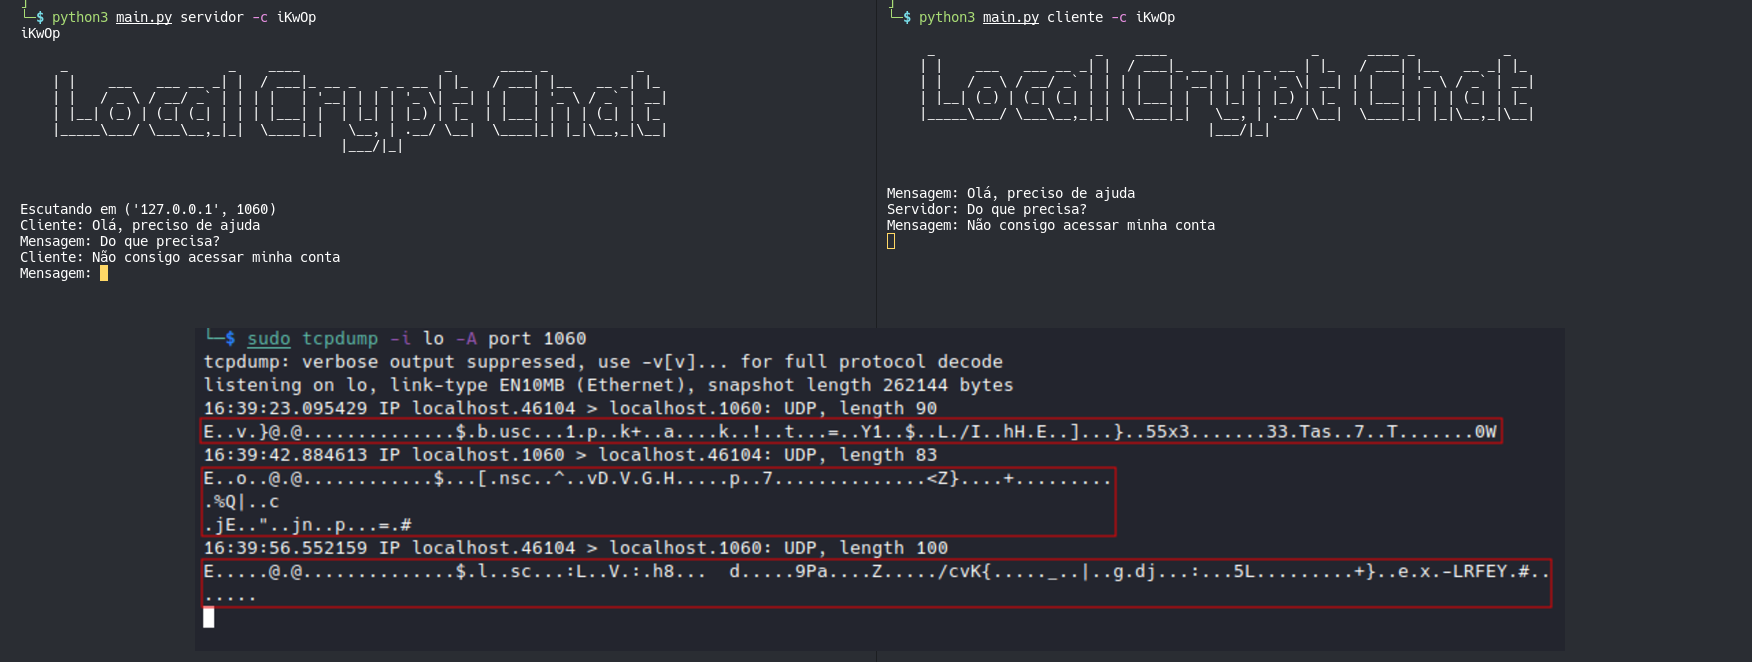 └─$ python3 main.py servidor -c iKwOp
iKwOp
Local Crypt Chat
Escutando em ('127.0.0.1', 1060)
Cliente: Olá, preciso de ajuda
Mensagem: Do que precisa?
Cliente: Não consigo acessar minha conta
Mensagem:
└─$ python3 main.py cliente -c iKwOp
Local Crypt Chat
Mensagem: Olá, preciso de ajuda
Servidor: Do que precisa?
Mensagem: Não consigo acessar minha conta
└─$ sudo tcpdump -i lo -A port 1060
tcpdump: verbose output suppressed, use -v[v]... for full protocol decode
listening on lo, link-type EN10MB (Ethernet), snapshot length 262144 bytes
16:39:23.095429 IP localhost.46104 > localhost.1060: UDP, length 90
E..v.}@.@..............$.b.usc...1.p..k+..a....k..!..t...=..Y1..$..L./I..hH.E..]...}..55x3.......33.Tas..7..T.......0W
16:39:42.884613 IP localhost.1060 > localhost.46104: UDP, length 83
E..o..@.@............$...[.nsc..^..vD.V.G.H.....p..7..............<Z}....+.........
.%Q|..c
.jE.."..jn..p...=.#
16:39:56.552159 IP localhost.46104 > localhost.1060: UDP, length 100
E.....@.@..............$.l..sc...:L..V.:.h8...  d.....9Pa....Z...../cvK{....._..|..g.dj...:...5L.........+}..e.x.-LRFEY.#..
.....